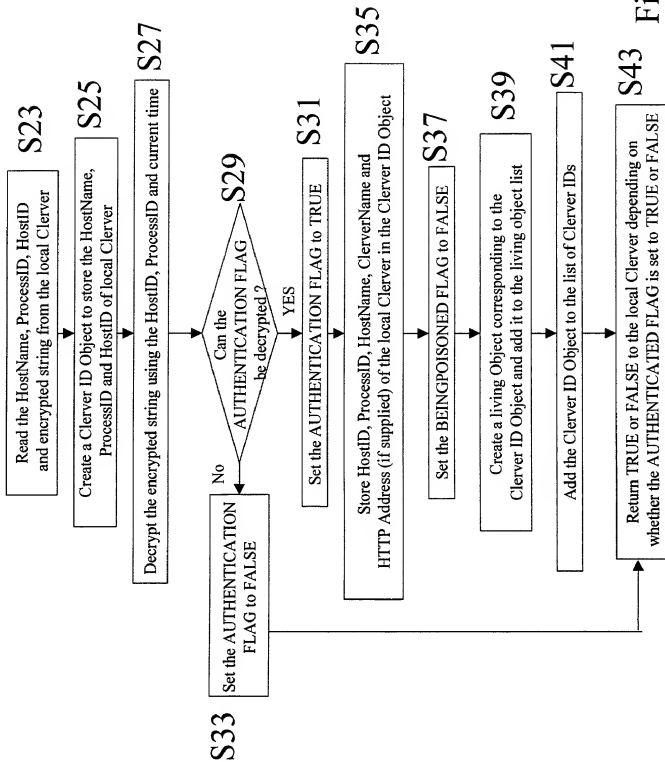 S23
Read the HostName, ProcessID, HostID
and encrypted string from the local Clerver
S25
Create a Clerver ID Object to store the HostName,
ProcessID and HostID of local Clerver
S27
Decrypt the encrypted string using the HostID, ProcessID and current time
S29
Can the
AUTHENTICATION FLAG
be decrypted ?
No
YES
S33
Set the AUTHENTICATION
FLAG to FALSE
S31
Set the AUTHENTICATION FLAG to TRUE
S35
Store HostID, ProcessID, HostName, ClerverName and
HTTP Address (if supplied) of the local Clerver in the Clerver ID Object
S37
Set the BEINGPOISONED FLAG to FALSE
S39
Create a living Object corresponding to the
Clerver ID Object and add it to the living object list
S41
Add the Clerver ID Object to the list of Clerver IDs
S43
Return TRUE or FALSE to the local Clerver depending on
whether the AUTHENTICATED FLAG is set to TRUE or FALSE